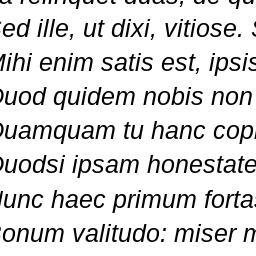 a relinquet duas, de qu
Sed ille, ut dixi, vitiose. S
Mihi enim satis est, ipsis
Quod quidem nobis non
Quamquam tu hanc copi
Quodsi ipsam honestate
Nunc haec primum fortas
Bonum valitudo: miser m